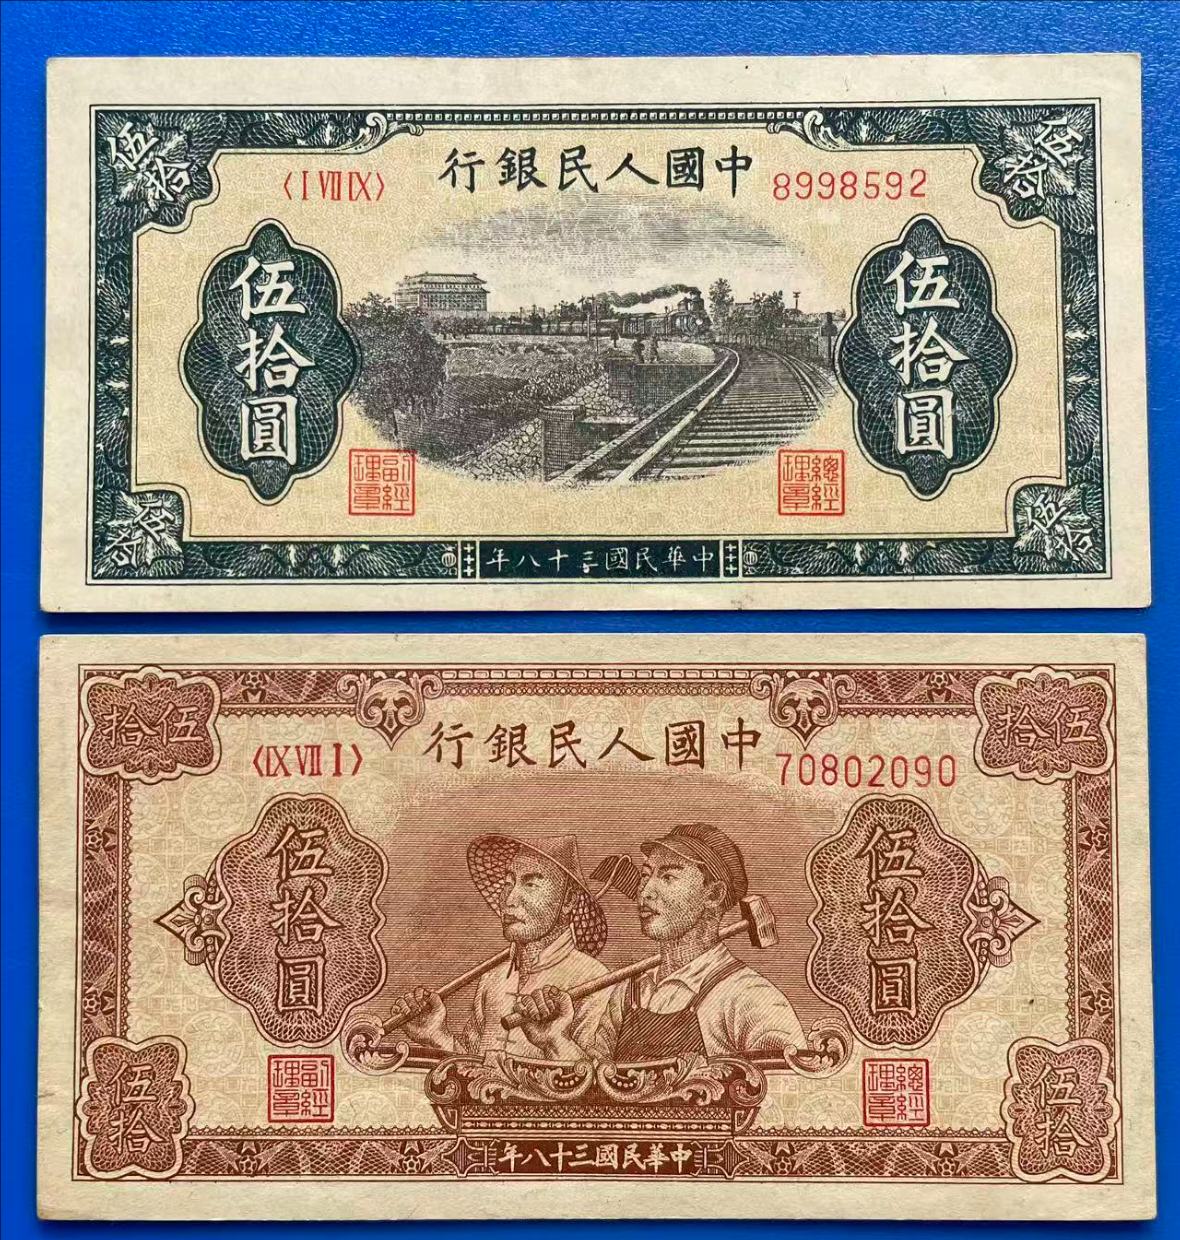 中國人民銀行
〈I VII IX〉
8998592
伍拾
伍拾
伍拾圓
伍拾圓
總經理章
副經理章
伍拾
伍拾
中華民國三十八年
中國人民銀行
〈IX VII I〉
70802090
伍拾
伍拾
伍拾圓
伍拾圓
總經理章
副經理章
伍拾
伍拾
中華民國三十八年